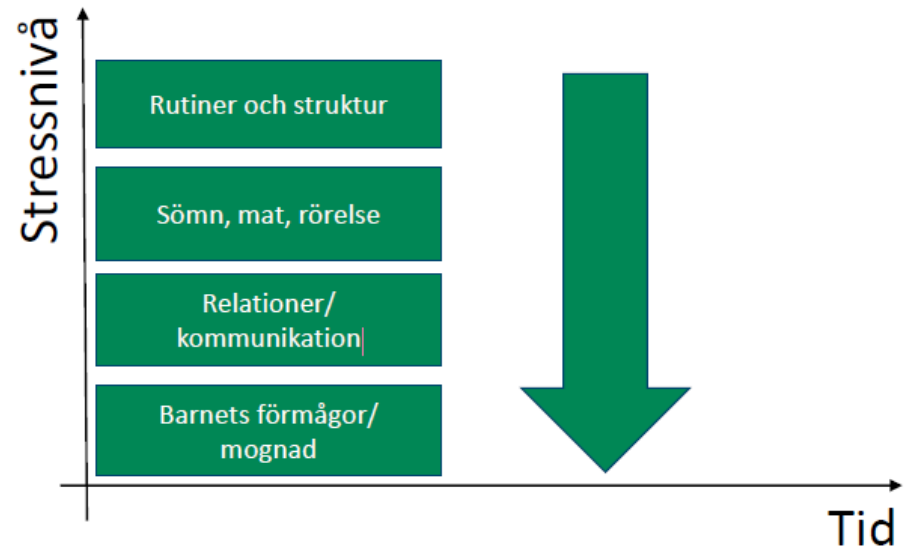 Stressnivå
Rutiner och struktur
Sömn, mat, rörelse
Relationer/
kommunikation
Barnets förmågor/
mognad
Tid